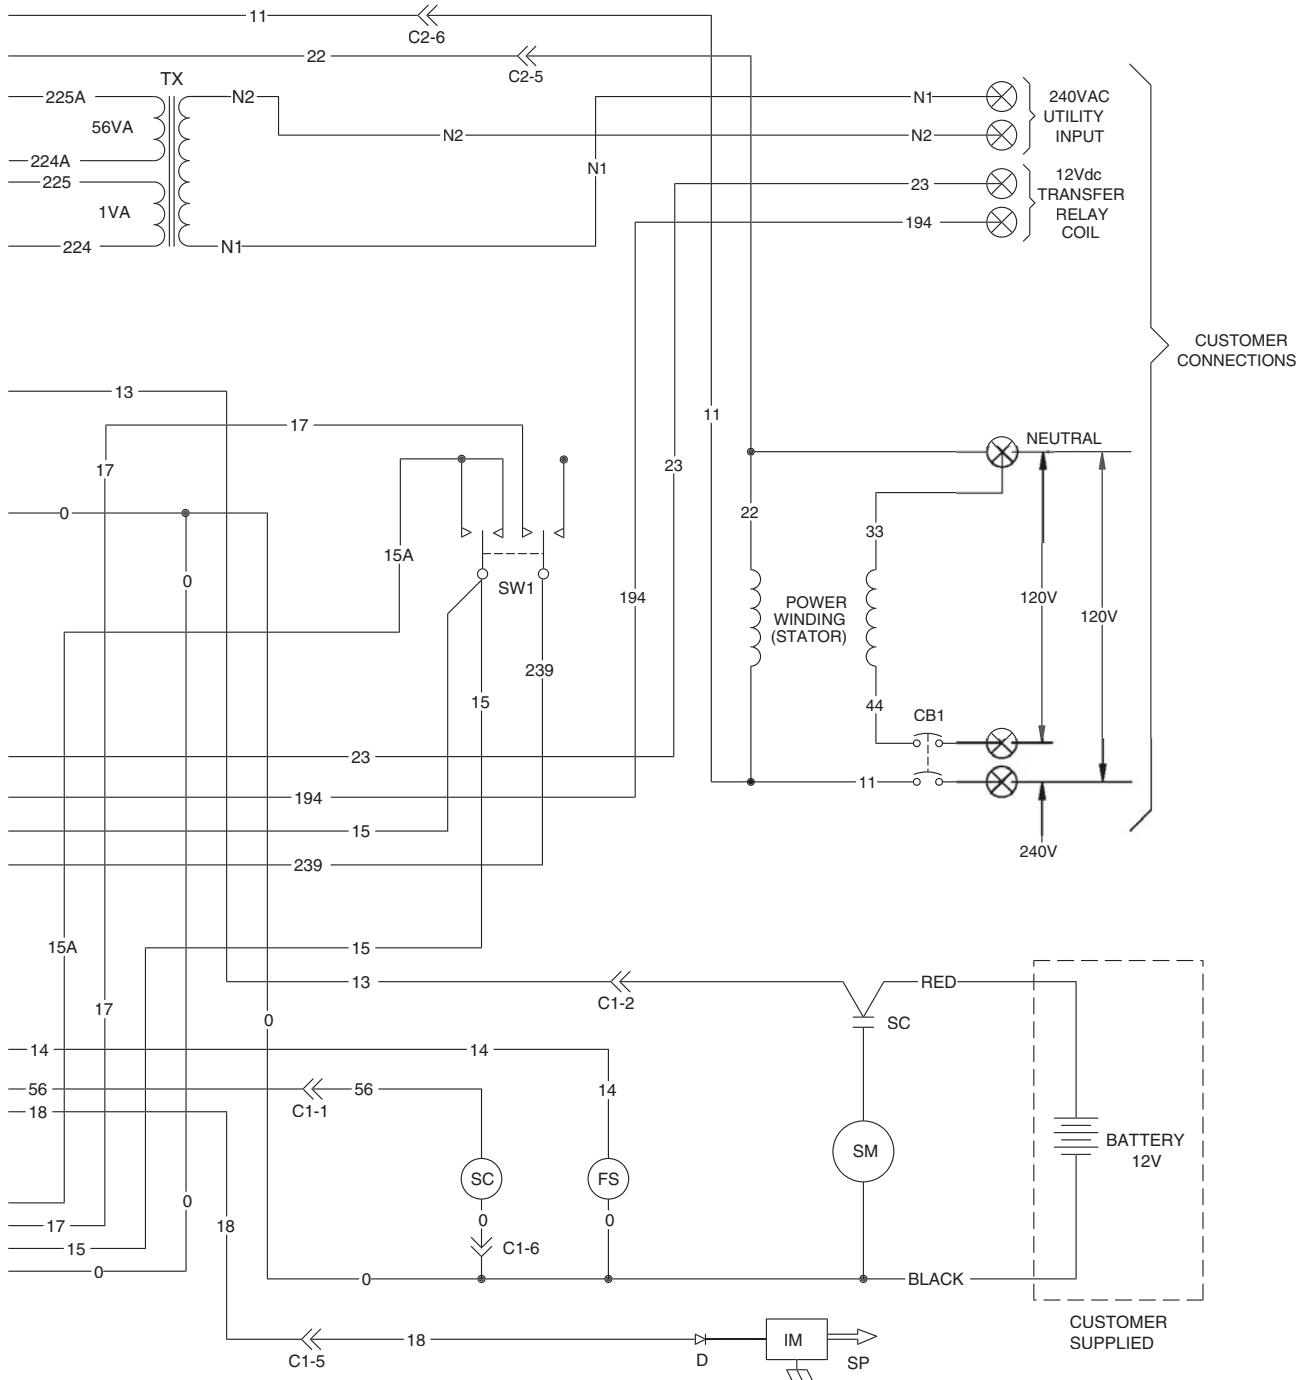 11
C2-6
22
C2-5
TX
225A
N2
N1
240VAC
UTILITY
INPUT
56VA
N2
N2
224A
N1
225
12Vdc
TRANSFER
RELAY
COIL
23
1VA
194
224
N1
CUSTOMER
CONNECTIONS
13
11
17
NEUTRAL
17
23
0
22
33
15A
0
SW1
194
POWER
WINDING
(STATOR)
120V
120V
239
15
44
CB1
23
11
194
15
239
240V
15A
15
13
C1-2
RED
SC
17
0
14
14
56
56
14
C1-1
18
SM
BATTERY
12V
SC
FS
0
17
18
0
0
15
C1-6
0
0
BLACK
18
C1-5
D
IM
SP
CUSTOMER
SUPPLIED